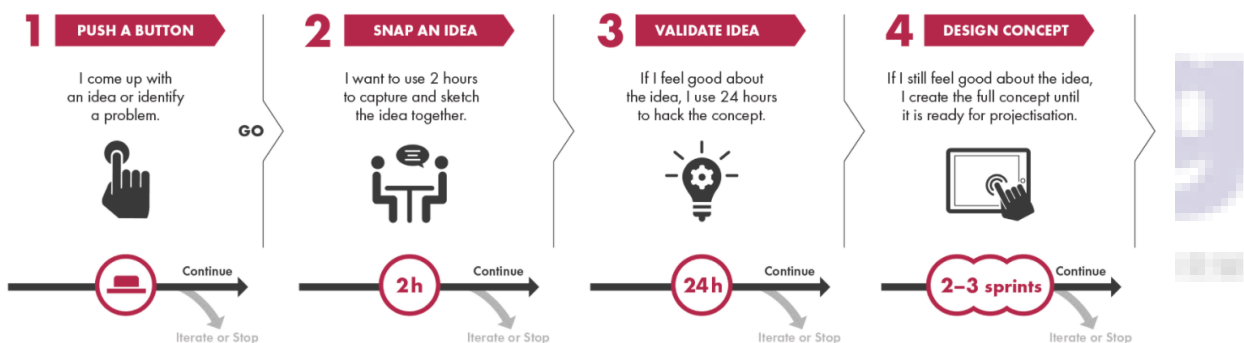 1 PUSH A BUTTON
I come up with
an idea or identify
a problem.
GO
Continue
Iterate or Stop
2 SNAP AN IDEA
I want to use 2 hours
to capture and sketch
the idea together.
2h
Continue
Iterate or Stop
3 VALIDATE IDEA
If I feel good about
the idea, I use 24 hours
to hack the concept.
24h
Continue
Iterate or Stop
4 DESIGN CONCEPT
If I still feel good about the idea,
I create the full concept until
it is ready for projectisation.
2–3 sprints
Continue
Iterate or Stop